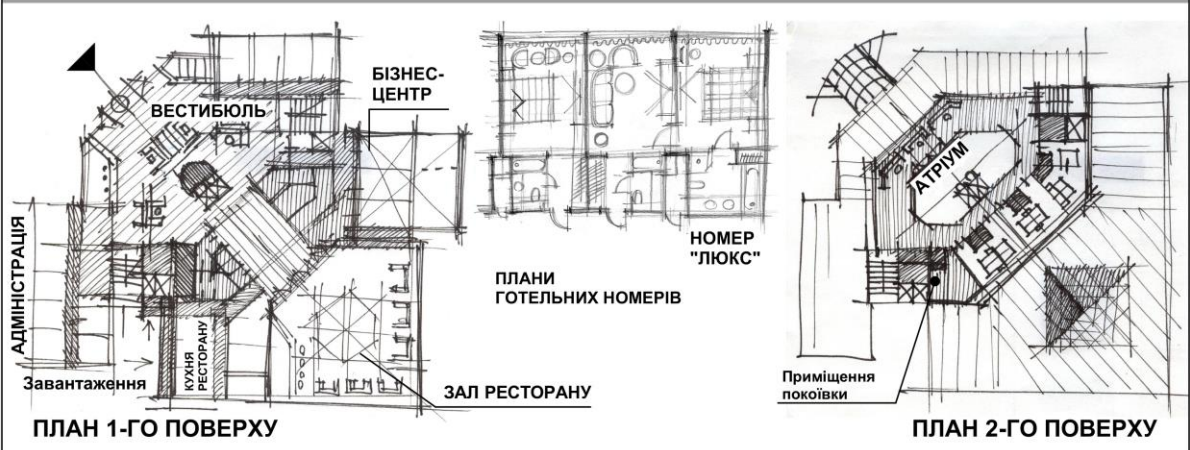 ВЕСТИБЮЛЬ
БІЗНЕС-
ЦЕНТР
АДМІНІСТРАЦІЯ
Завантаження
КУХНЯ
РЕСТОРАНУ
ЗАЛ РЕСТОРАНУ
ПЛАН 1-ГО ПОВЕРХУ
НОМЕР
"ЛЮКС"
ПЛАНИ
ГОТЕЛЬНИХ НОМЕРІВ
АТРІУМ
Приміщення
покоївки
ПЛАН 2-ГО ПОВЕРХУ